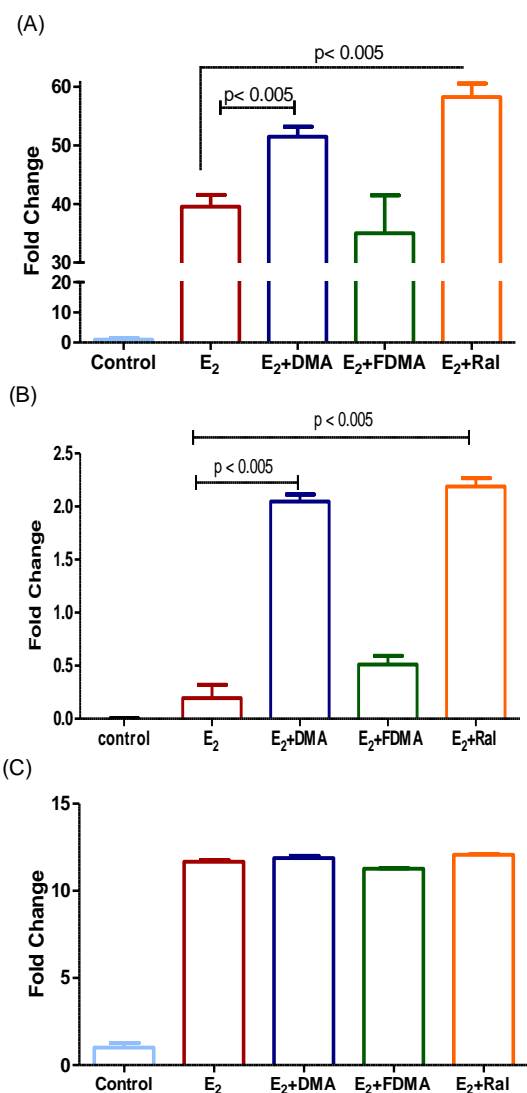 (A)
p< 0.005
p< 0.005
Fold Change
60
50
40
30
20
10
0
Control E₂ E₂+DMA E₂+FDMA E₂+Ral
(B)
p < 0.005
p < 0.005
Fold Change
2.5
2.0
1.5
1.0
0.5
0.0
control E₂ E₂+DMA E₂+FDMA E₂+Ral
(C)
Fold Change
15
10
5
0
Control E₂ E₂+DMA E₂+FDMA E₂+Ral